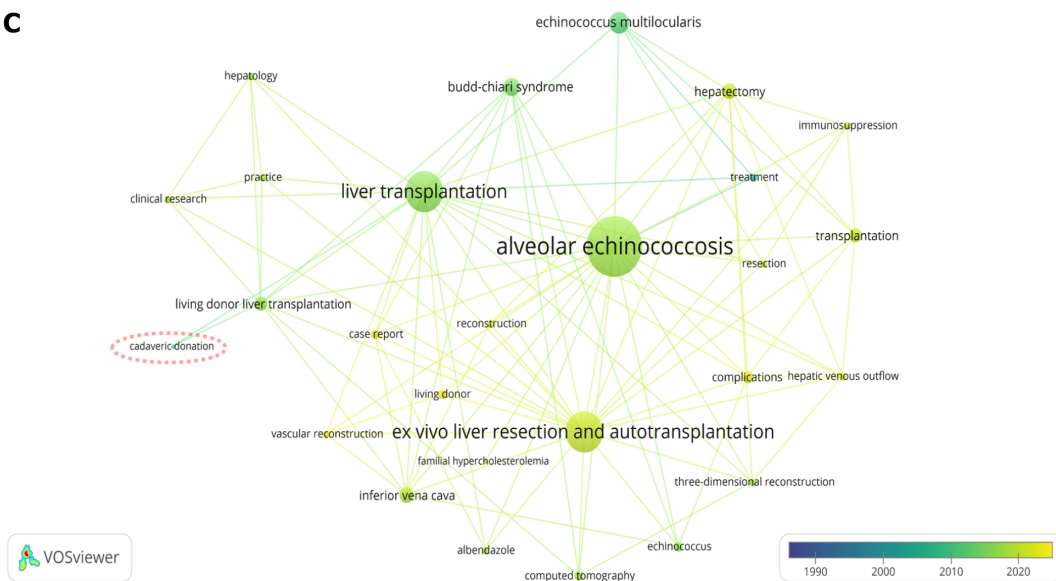 C
echinococcus multilocularis
hepatology
budd-chiari syndrome
hepatectomy
immunosuppression
practice
treatment
clinical research
liver transplantation
transplantation
alveolar echinococcosis
resection
living donor liver transplantation
reconstruction
case report
cadaveric donation
complications
hepatic venous outflow
living donor
vascular reconstruction
ex vivo liver resection and autotransplantation
familial hypercholesterolemia
three-dimensional reconstruction
inferior vena cava
albendazole
echinococcus
computed tomography
VOSviewer
1990 2000 2010 2020